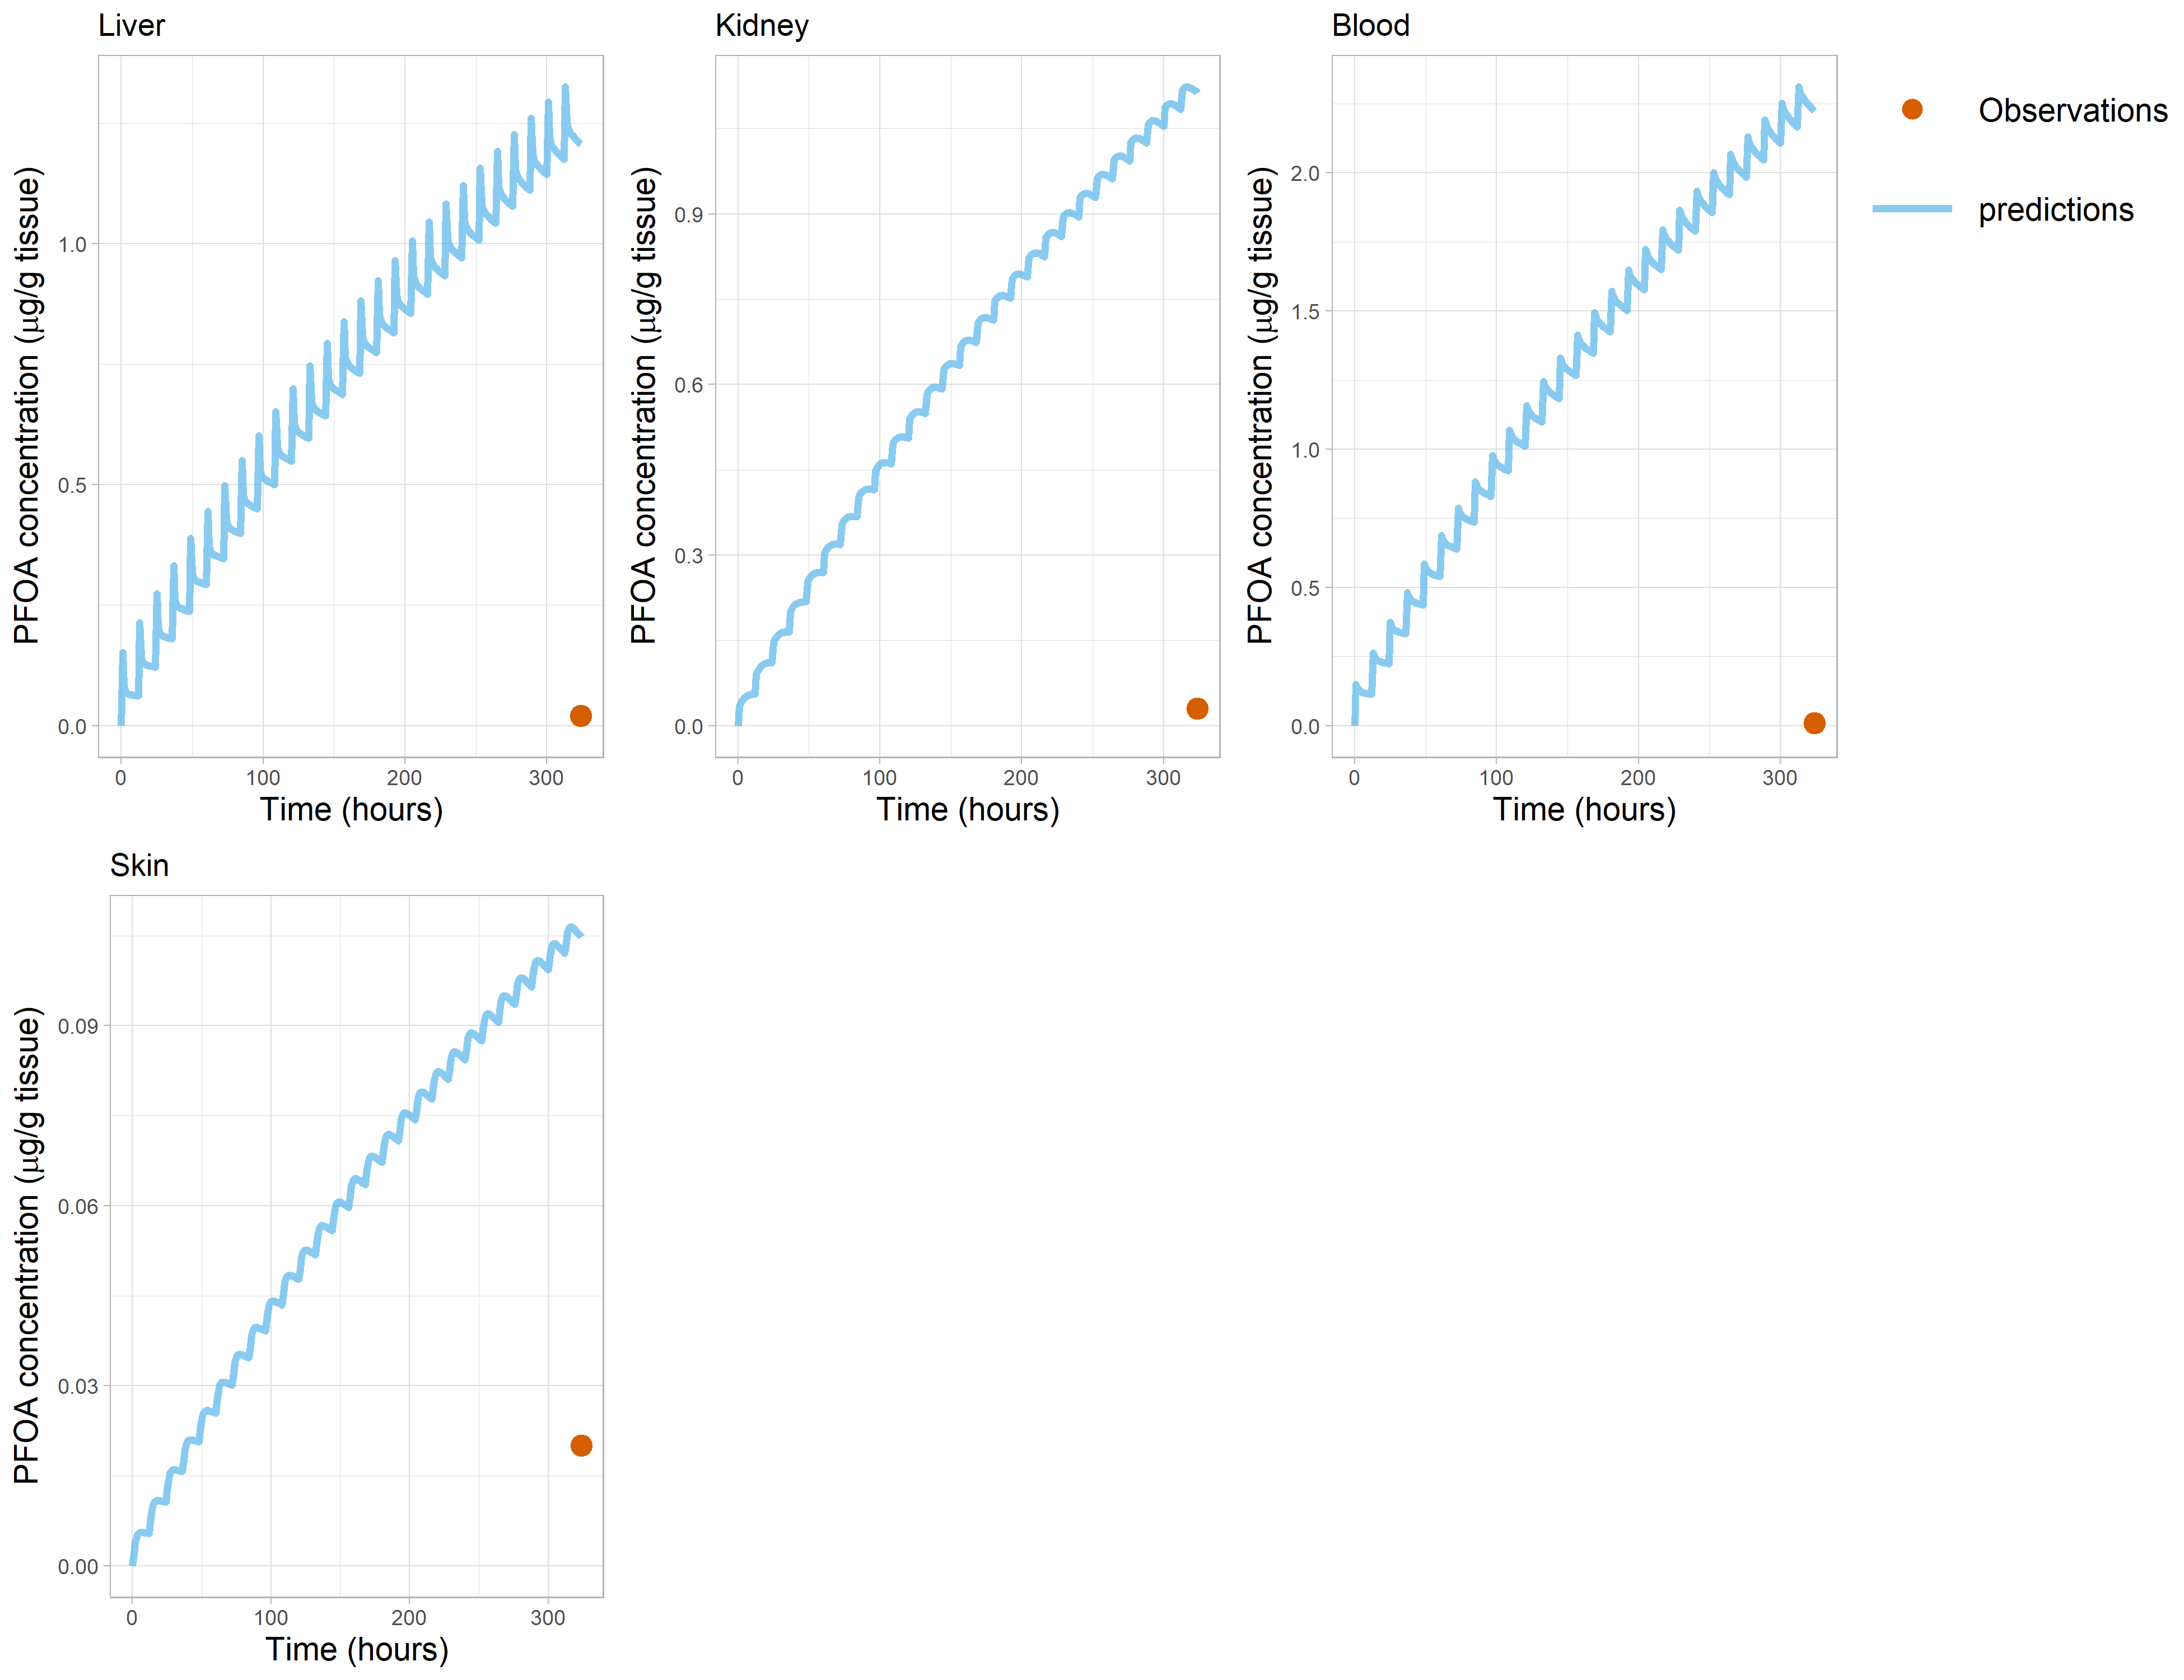 Liver
PFOA concentration (μg/g tissue)
1.0
0.5
0.0
0 100 200 300
Time (hours)
Kidney
PFOA concentration (μg/g tissue)
0.9
0.6
0.3
0.0
0 100 200 300
Time (hours)
Blood
PFOA concentration (μg/g tissue)
2.0
1.5
1.0
0.5
0.0
0 100 200 300
Time (hours)
Observations
predictions
Skin
PFOA concentration (μg/g tissue)
0.09
0.06
0.03
0.00
0 100 200 300
Time (hours)